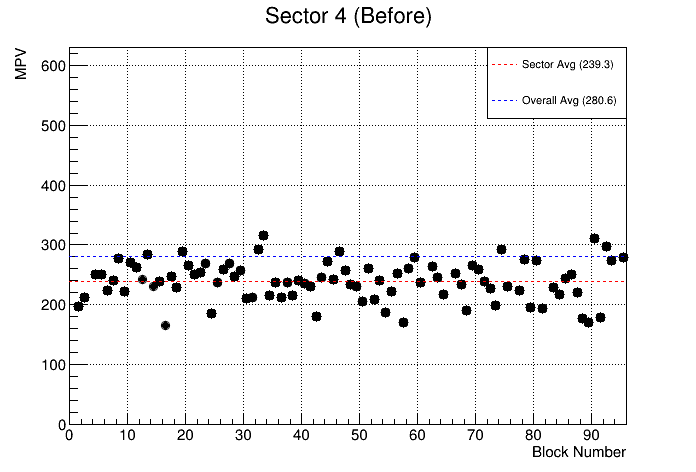 Sector 4 (Before)
MPV
Sector Avg (239.3)
Overall Avg (280.6)
600
500
400
300
200
100
0
0 10 20 30 40 50 60 70 80 90
Block Number